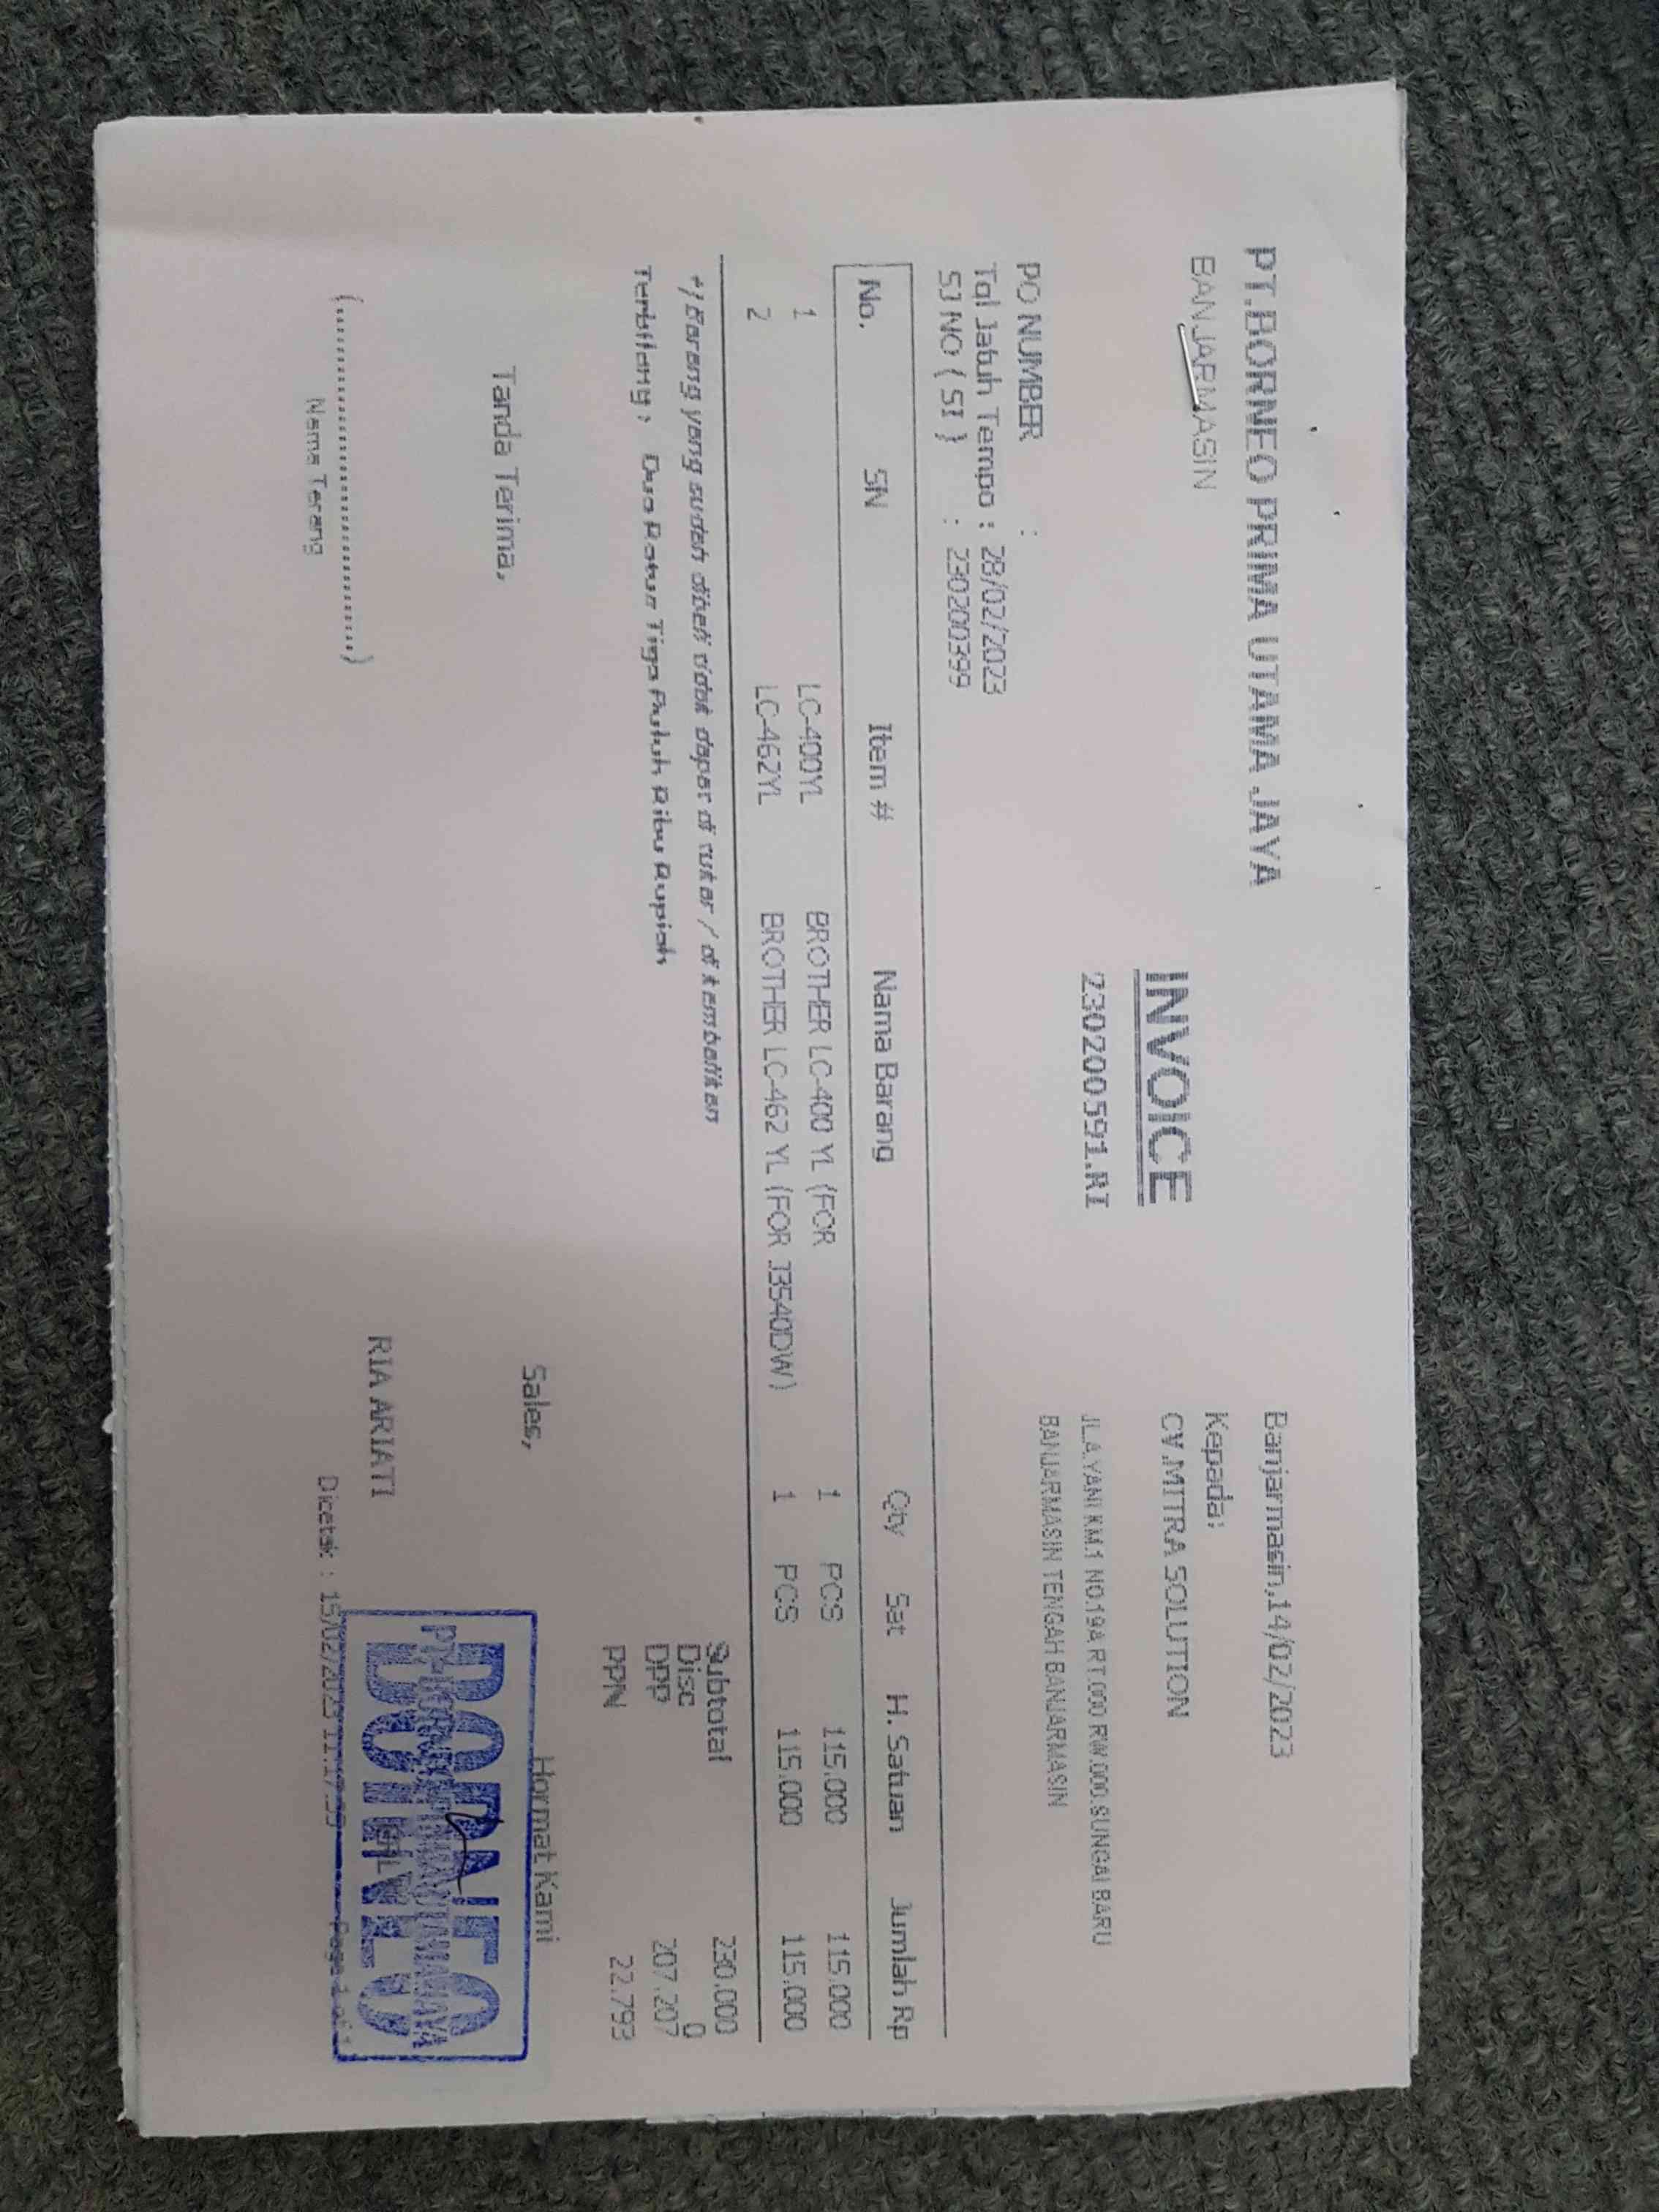 PT.BORNEO PRIMA UTAMA JAYA
BANJARMASIN
INVOICE
230200591.RI
Banjarmasin,14/02/2023
Kepada:
CV.MITRA SOLUTION
JL.A.YANI KM.1 NO.19A RT.000 RW.000.SUNGAI BARU
BANJARMASIN TENGAH BANJARMASIN
PO NUMBER :
Tgl Jatuh Tempo : 28/02/2023
SJ NO ( SI ) : 230200399
No. SN Item # Nama Barang Qty Sat H. Satuan Jumlah Rp
1 LC-400YL BROTHER LC-400 YL (FOR 1 PCS 115.000 115.000
2 LC-462YL BROTHER LC-462 YL (FOR J3540DW) 1 PCS 115.000 115.000
*) Barang yang sudah dibeli tidak dapat di tukar / di kembalikan
Terbilang : Dua Ratus Tiga Puluh Ribu Rupiah
Subtotal 230.000
Disc 0
DPP 207.207
PPN 22.793
Tanda Terima,
Sales,
Hormat Kami
(..............................)
Nama Terang
RIA ARIATI
BORNEO
Dicetak : 15/02/2023